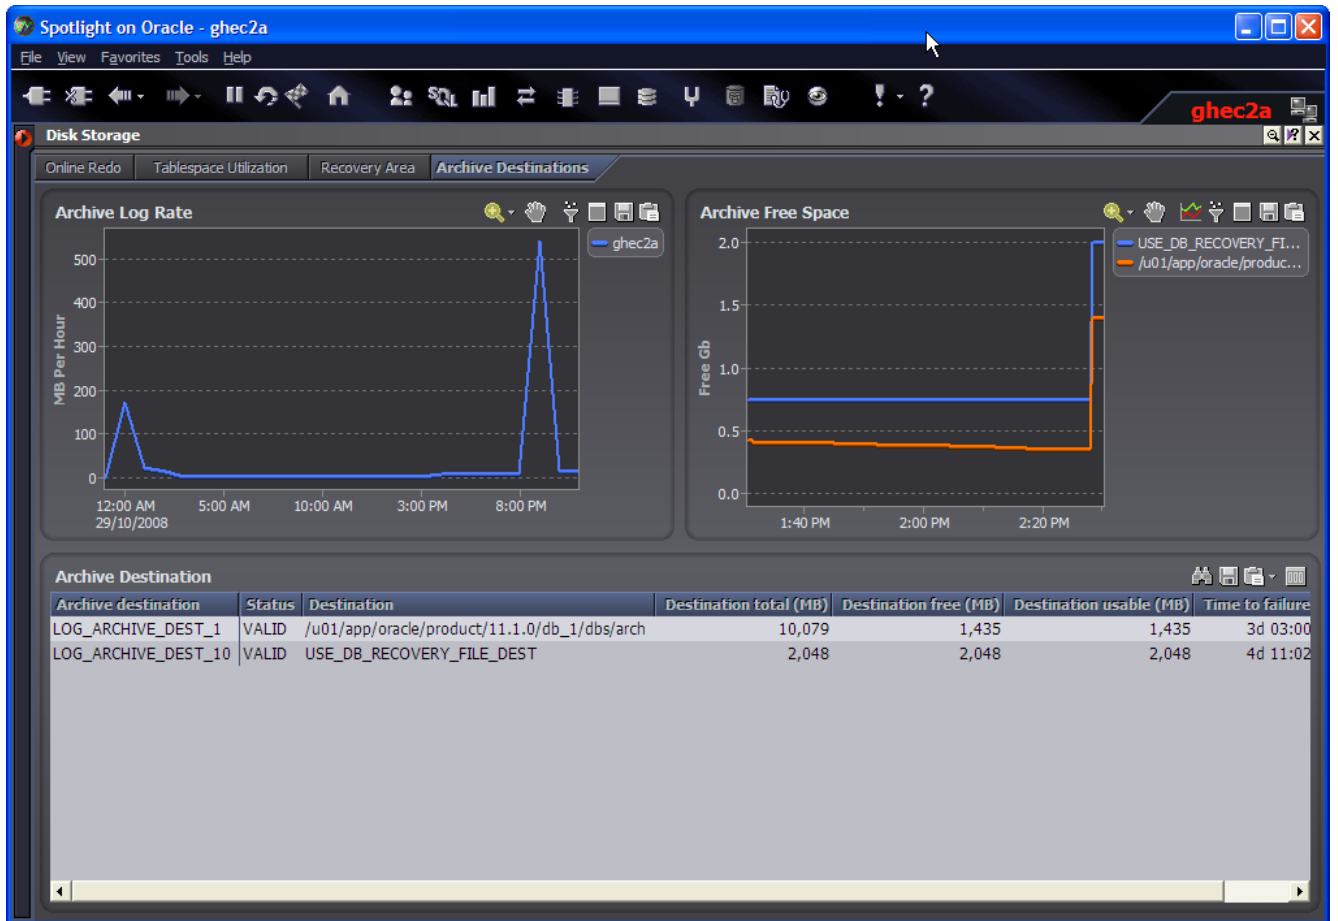 Spotlight on Oracle - ghec2a
File View Favorites Tools Help
ghec2a
Disk Storage
Online Redo Tablespace Utilization Recovery Area Archive Destinations
Archive Log Rate
ghec2a
MB Per Hour
500
400
300
200
100
0
12:00 AM 5:00 AM 10:00 AM 3:00 PM 8:00 PM
29/10/2008
Archive Free Space
USE_DB_RECOVERY_FI...
/u01/app/oracle/produc...
Free Gb
2.0
1.5
1.0
0.5
0.0
1:40 PM 2:00 PM 2:20 PM
Archive Destination
Archive destination Status Destination Destination total (MB) Destination free (MB) Destination usable (MB) Time to failure
LOG_ARCHIVE_DEST_1 VALID /u01/app/oracle/product/11.1.0/db_1/dbs/arch 10,079 1,435 1,435 3d 03:00
LOG_ARCHIVE_DEST_10 VALID USE_DB_RECOVERY_FILE_DEST 2,048 2,048 2,048 4d 11:02